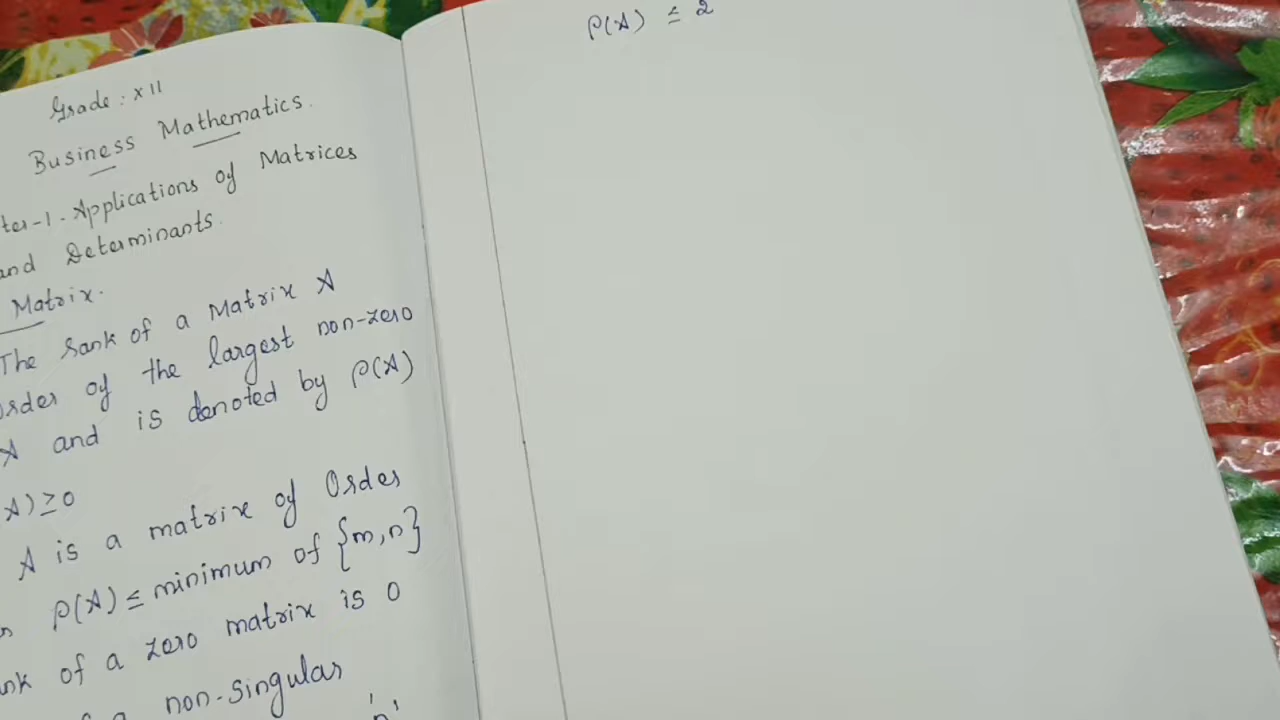 Grade : XII
Business Mathematics.
ter-1. Applications of Matrices
and Determinants.
Matrix.
The rank of a Matrix A
order of the largest non-zero
A and is denoted by ρ(A)
A) ≥ 0
A is a matrix of Order
ρ(A) ≤ minimum of {m,n}
nk of a zero matrix is 0
non-singular
'n'
ρ(A) ≤ 2